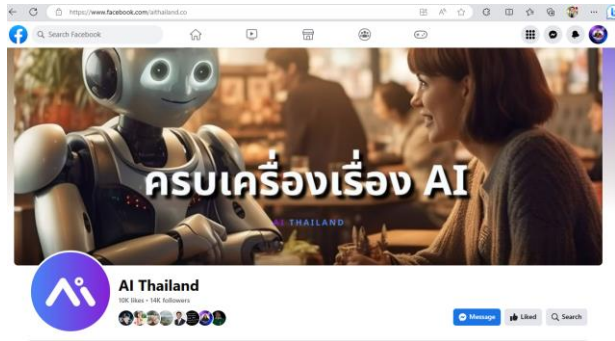 https://www.facebook.com/aithailand.co
Search Facebook
ครบเครื่องเรื่อง AI
AI THAILAND
AI Thailand
10K likes • 14K followers
Message Liked Search